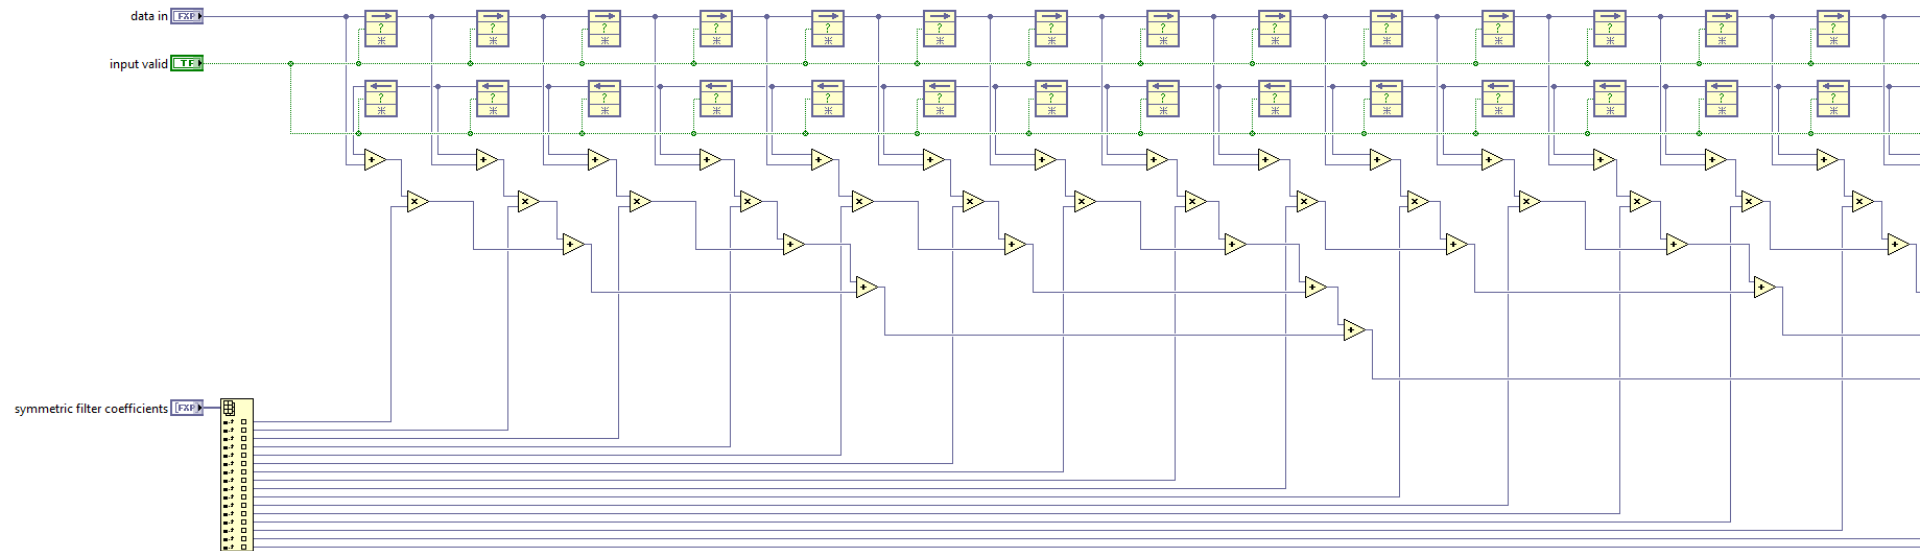 data in FXP
input valid TF
symmetric filter coefficients [FXP]